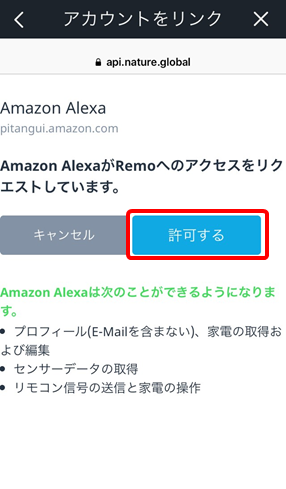 アカウントをリンク
api.nature.global
Amazon Alexa
pitangui.amazon.com
Amazon AlexaがRemoへのアクセスをリク
エストしています。
キャンセル
許可する
Amazon Alexaは次のことができるようになりま
す。
• プロフィール(E-Mailを含まない)、家電の取得
および編集
• センサーデータの取得
• リモコン信号の送信と家電の操作